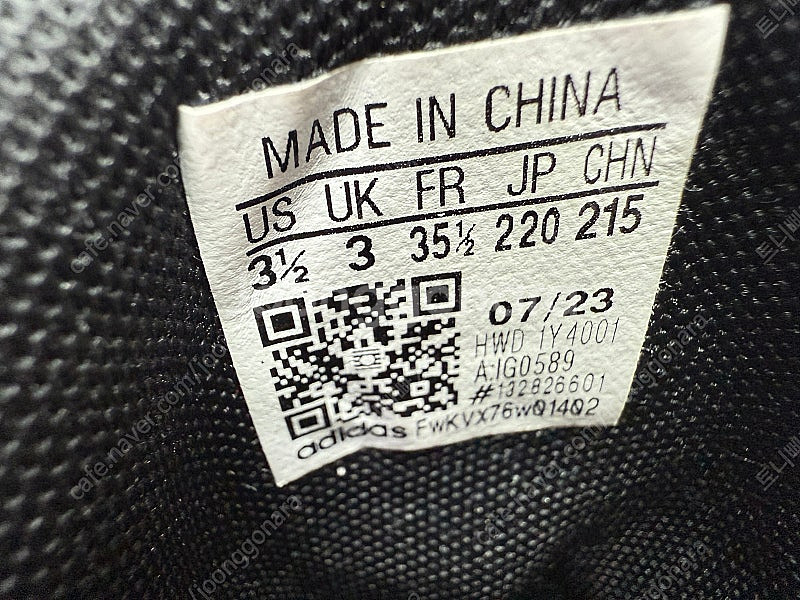 MADE IN CHINA
US UK FR JP CHN
3½ 3 35½ 220 215
07/23
HWD 1Y4001
A:IG0589
#132826601
adidas FwKVX76w01402
cafe.naver.com/joonggonara